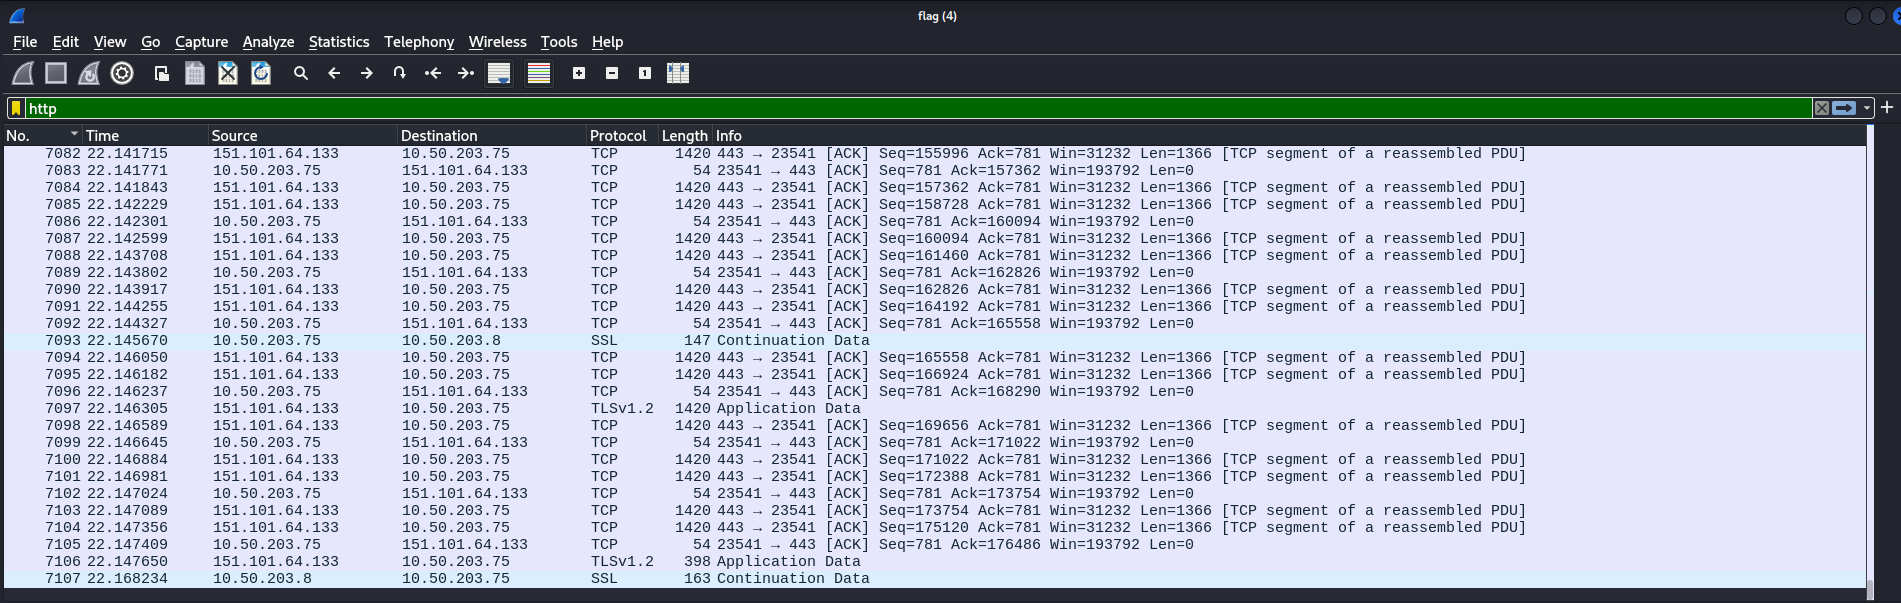 flag (4)
File Edit View Go Capture Analyze Statistics Telephony Wireless Tools Help
http
No. Time Source Destination Protocol Length Info
7082 22.141715 151.101.64.133 10.50.203.75 TCP 1420 443 → 23541 [ACK] Seq=155996 Ack=781 Win=31232 Len=1366 [TCP segment of a reassembled PDU]
7083 22.141771 10.50.203.75 151.101.64.133 TCP 54 23541 → 443 [ACK] Seq=781 Ack=157362 Win=193792 Len=0
7084 22.141843 151.101.64.133 10.50.203.75 TCP 1420 443 → 23541 [ACK] Seq=157362 Ack=781 Win=31232 Len=1366 [TCP segment of a reassembled PDU]
7085 22.142229 151.101.64.133 10.50.203.75 TCP 1420 443 → 23541 [ACK] Seq=158728 Ack=781 Win=31232 Len=1366 [TCP segment of a reassembled PDU]
7086 22.142301 10.50.203.75 151.101.64.133 TCP 54 23541 → 443 [ACK] Seq=781 Ack=160094 Win=193792 Len=0
7087 22.142599 151.101.64.133 10.50.203.75 TCP 1420 443 → 23541 [ACK] Seq=160094 Ack=781 Win=31232 Len=1366 [TCP segment of a reassembled PDU]
7088 22.143708 151.101.64.133 10.50.203.75 TCP 1420 443 → 23541 [ACK] Seq=161460 Ack=781 Win=31232 Len=1366 [TCP segment of a reassembled PDU]
7089 22.143802 10.50.203.75 151.101.64.133 TCP 54 23541 → 443 [ACK] Seq=781 Ack=162826 Win=193792 Len=0
7090 22.143917 151.101.64.133 10.50.203.75 TCP 1420 443 → 23541 [ACK] Seq=162826 Ack=781 Win=31232 Len=1366 [TCP segment of a reassembled PDU]
7091 22.144255 151.101.64.133 10.50.203.75 TCP 1420 443 → 23541 [ACK] Seq=164192 Ack=781 Win=31232 Len=1366 [TCP segment of a reassembled PDU]
7092 22.144327 10.50.203.75 151.101.64.133 TCP 54 23541 → 443 [ACK] Seq=781 Ack=165558 Win=193792 Len=0
7093 22.145670 10.50.203.75 10.50.203.8 SSL 147 Continuation Data
7094 22.146050 151.101.64.133 10.50.203.75 TCP 1420 443 → 23541 [ACK] Seq=165558 Ack=781 Win=31232 Len=1366 [TCP segment of a reassembled PDU]
7095 22.146182 151.101.64.133 10.50.203.75 TCP 1420 443 → 23541 [ACK] Seq=166924 Ack=781 Win=31232 Len=1366 [TCP segment of a reassembled PDU]
7096 22.146237 10.50.203.75 151.101.64.133 TCP 54 23541 → 443 [ACK] Seq=781 Ack=168290 Win=193792 Len=0
7097 22.146305 151.101.64.133 10.50.203.75 TLSv1.2 1420 Application Data
7098 22.146589 151.101.64.133 10.50.203.75 TCP 1420 443 → 23541 [ACK] Seq=169656 Ack=781 Win=31232 Len=1366 [TCP segment of a reassembled PDU]
7099 22.146645 10.50.203.75 151.101.64.133 TCP 54 23541 → 443 [ACK] Seq=781 Ack=171022 Win=193792 Len=0
7100 22.146884 151.101.64.133 10.50.203.75 TCP 1420 443 → 23541 [ACK] Seq=171022 Ack=781 Win=31232 Len=1366 [TCP segment of a reassembled PDU]
7101 22.146981 151.101.64.133 10.50.203.75 TCP 1420 443 → 23541 [ACK] Seq=172388 Ack=781 Win=31232 Len=1366 [TCP segment of a reassembled PDU]
7102 22.147024 10.50.203.75 151.101.64.133 TCP 54 23541 → 443 [ACK] Seq=781 Ack=173754 Win=193792 Len=0
7103 22.147089 151.101.64.133 10.50.203.75 TCP 1420 443 → 23541 [ACK] Seq=173754 Ack=781 Win=31232 Len=1366 [TCP segment of a reassembled PDU]
7104 22.147356 151.101.64.133 10.50.203.75 TCP 1420 443 → 23541 [ACK] Seq=175120 Ack=781 Win=31232 Len=1366 [TCP segment of a reassembled PDU]
7105 22.147409 10.50.203.75 151.101.64.133 TCP 54 23541 → 443 [ACK] Seq=781 Ack=176486 Win=193792 Len=0
7106 22.147650 151.101.64.133 10.50.203.75 TLSv1.2 398 Application Data
7107 22.168234 10.50.203.8 10.50.203.75 SSL 163 Continuation Data